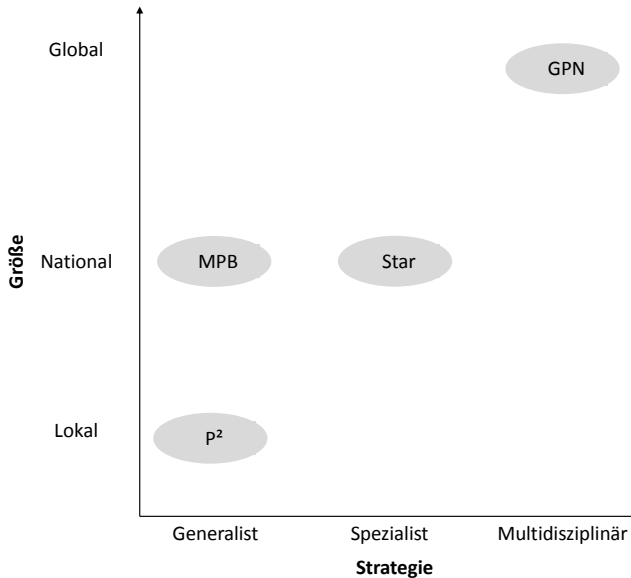 Global
GPN
Größe
National
MPB
Star
Lokal
P²
Generalist
Spezialist
Multidisziplinär
Strategie